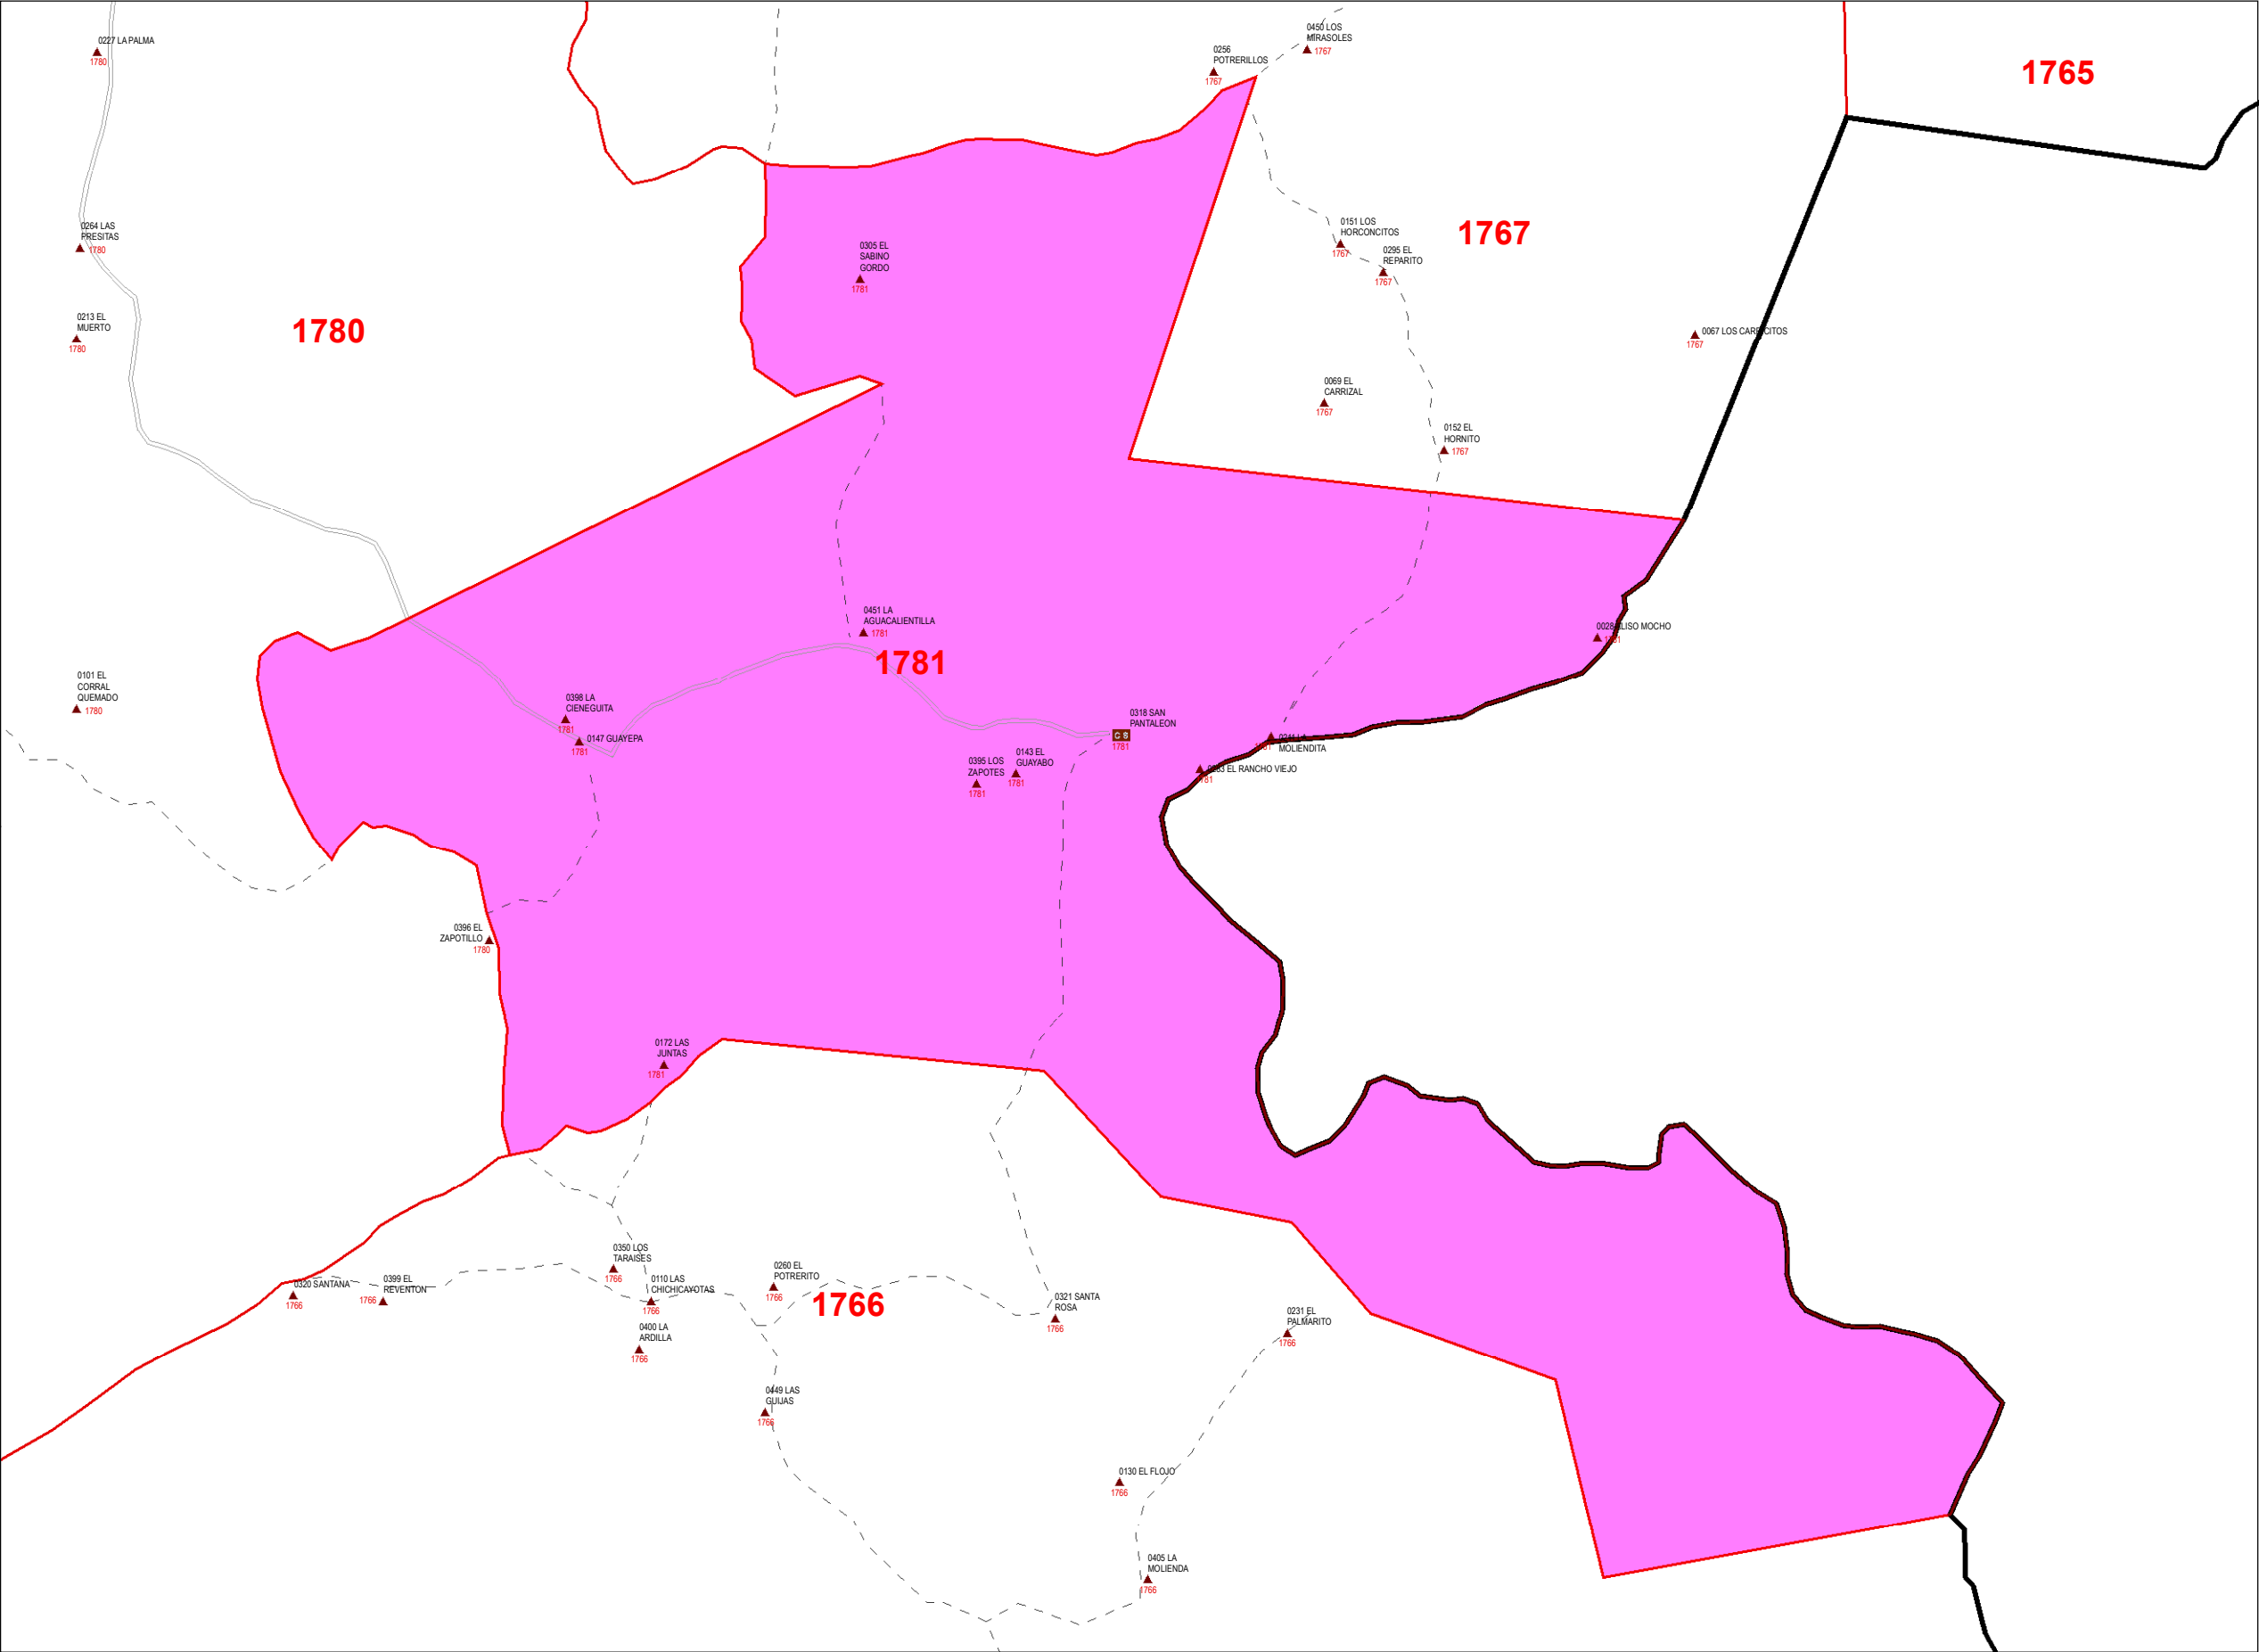 0227 LA PALMA
1780
0450 LOS
MIRASOLES
1767
0256
POTRERILLOS
1767
1765
0264 LAS
PRESITAS
1780
0305 EL
SABINO
GORDO
1781
0151 LOS
HORCONCITOS
1767
0295 EL
REPARITO
1767
1767
0213 EL
MUERTO
1780
1780
0067 LOS CARRICITOS
1767
0069 EL
CARRIZAL
1767
0152 EL
HORNITO
1767
0451 LA
AGUACALIENTILLA
1781
1781
0028 ALISO MOCHO
1781
0101 EL
CORRAL
QUEMADO
1780
0398 LA
CIENEGUITA
1781
0147 GUAYEPA
1781
0318 SAN
PANTALEON
1781
0395 LOS
ZAPOTES
1781
0143 EL
GUAYABO
1781
LA
MOLIENDITA
EL RANCHO VIEJO
1781
0396 EL
ZAPOTILLO
1780
0172 LAS
JUNTAS
1781
0320 SANTANA
1766
0399 EL
REVENTON
1766
0350 LOS
TARAISES
1766
0110 LAS
CHICHICAYOTAS
1766
0260 EL
POTRERITO
1766
1766
0321 SANTA
ROSA
1766
0231 EL
PALMARITO
1766
0400 LA
ARDILLA
1766
0449 LAS
GUIJAS
1766
0130 EL FLOJO
1766
0405 LA
MOLIENDA
1766